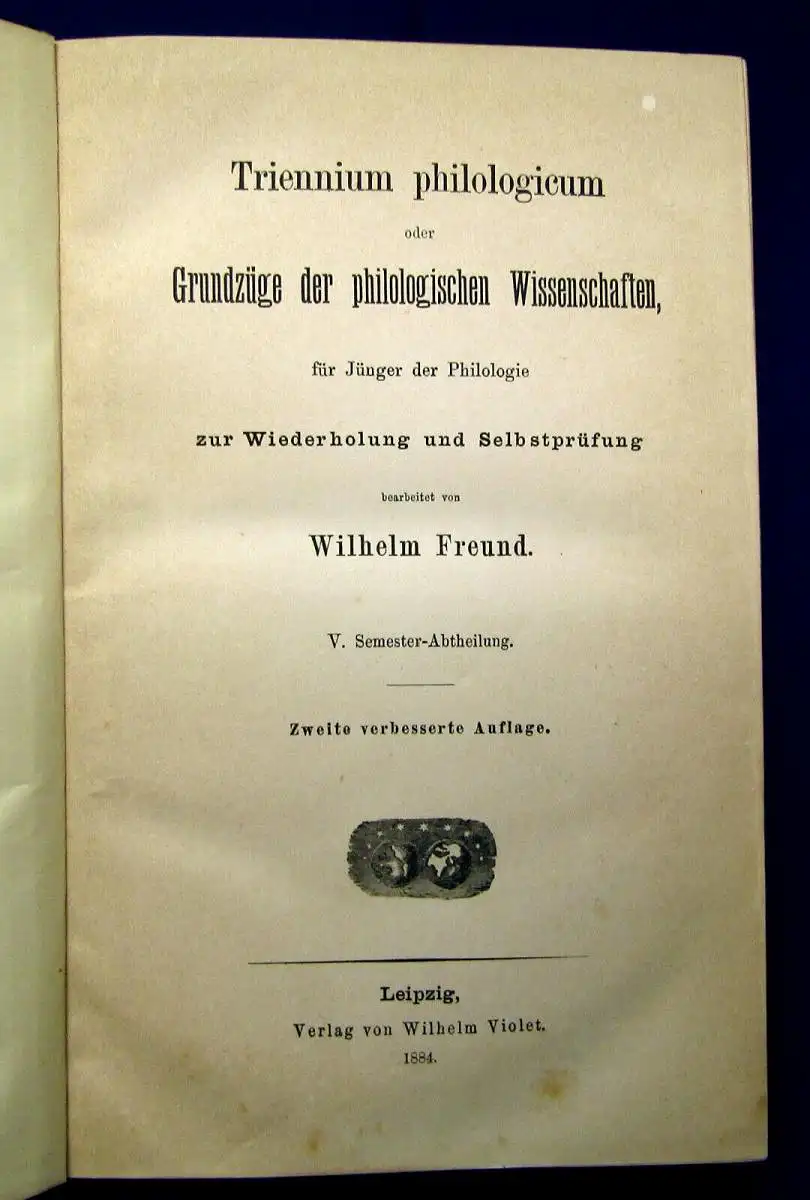 Triennium philologicum
oder
Grundzüge der philologischen Wissenschaften,
für Jünger der Philologie
zur Wiederholung und Selbstprüfung
bearbeitet von
Wilhelm Freund.
V. Semester-Abtheilung.
Zweite verbesserte Auflage.
Leipzig,
Verlag von Wilhelm Violet.
1884.